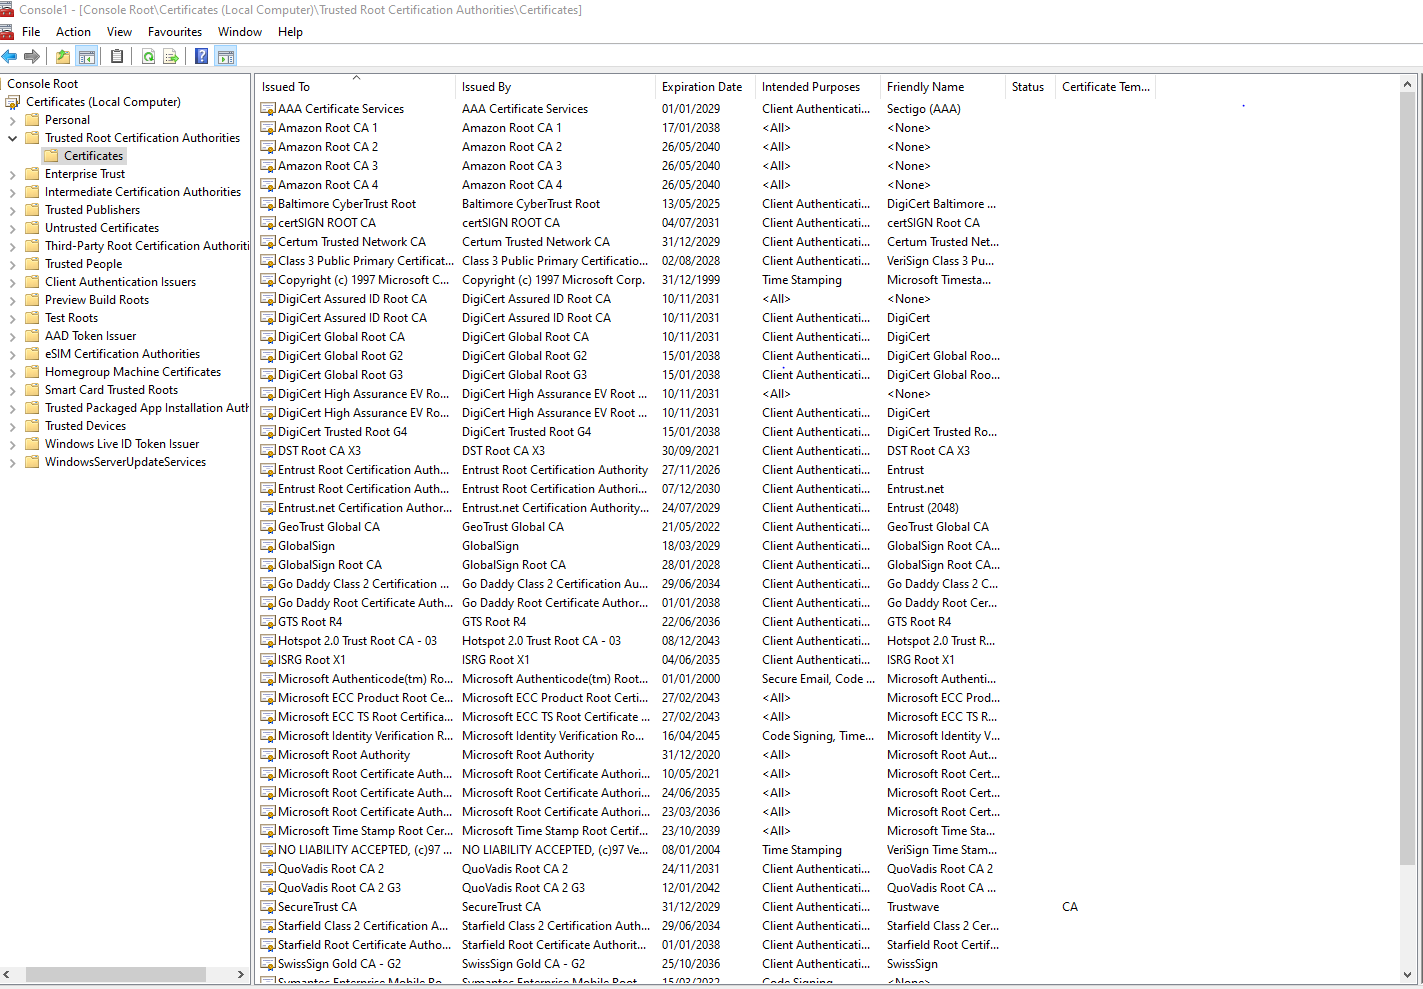 Console1 - [Console Root\Certificates (Local Computer)\Trusted Root Certification Authorities\Certificates]
File Action View Favourites Window Help
Console Root
Certificates (Local Computer)
Personal
Trusted Root Certification Authorities
Certificates
Enterprise Trust
Intermediate Certification Authorities
Trusted Publishers
Untrusted Certificates
Third-Party Root Certification Authoriti
Trusted People
Client Authentication Issuers
Preview Build Roots
Test Roots
AAD Token Issuer
eSIM Certification Authorities
Homegroup Machine Certificates
Smart Card Trusted Roots
Trusted Packaged App Installation Auth
Trusted Devices
Windows Live ID Token Issuer
WindowsServerUpdateServices
Issued To Issued By Expiration Date Intended Purposes Friendly Name Status Certificate Tem...
AAA Certificate Services AAA Certificate Services 01/01/2029 Client Authenticati... Sectigo (AAA)
Amazon Root CA 1 Amazon Root CA 1 17/01/2038 <All> <None>
Amazon Root CA 2 Amazon Root CA 2 26/05/2040 <All> <None>
Amazon Root CA 3 Amazon Root CA 3 26/05/2040 <All> <None>
Amazon Root CA 4 Amazon Root CA 4 26/05/2040 <All> <None>
Baltimore CyberTrust Root Baltimore CyberTrust Root 13/05/2025 Client Authenticati... DigiCert Baltimore ...
certSIGN ROOT CA certSIGN ROOT CA 04/07/2031 Client Authenticati... certSIGN Root CA
Certum Trusted Network CA Certum Trusted Network CA 31/12/2029 Client Authenticati... Certum Trusted Net...
Class 3 Public Primary Certificat... Class 3 Public Primary Certificatio... 02/08/2028 Client Authenticati... VeriSign Class 3 Pu...
Copyright (c) 1997 Microsoft C... Copyright (c) 1997 Microsoft Corp. 31/12/1999 Time Stamping Microsoft Timesta...
DigiCert Assured ID Root CA DigiCert Assured ID Root CA 10/11/2031 <All> <None>
DigiCert Assured ID Root CA DigiCert Assured ID Root CA 10/11/2031 Client Authenticati... DigiCert
DigiCert Global Root CA DigiCert Global Root CA 10/11/2031 Client Authenticati... DigiCert
DigiCert Global Root G2 DigiCert Global Root G2 15/01/2038 Client Authenticati... DigiCert Global Roo...
DigiCert Global Root G3 DigiCert Global Root G3 15/01/2038 Client Authenticati... DigiCert Global Roo...
DigiCert High Assurance EV Ro... DigiCert High Assurance EV Root ... 10/11/2031 <All> <None>
DigiCert High Assurance EV Ro... DigiCert High Assurance EV Root ... 10/11/2031 Client Authenticati... DigiCert
DigiCert Trusted Root G4 DigiCert Trusted Root G4 15/01/2038 Client Authenticati... DigiCert Trusted Ro...
DST Root CA X3 DST Root CA X3 30/09/2021 Client Authenticati... DST Root CA X3
Entrust Root Certification Auth... Entrust Root Certification Authority 27/11/2026 Client Authenticati... Entrust
Entrust Root Certification Auth... Entrust Root Certification Authori... 07/12/2030 Client Authenticati... Entrust.net
Entrust.net Certification Author... Entrust.net Certification Authority... 24/07/2029 Client Authenticati... Entrust (2048)
GeoTrust Global CA GeoTrust Global CA 21/05/2022 Client Authenticati... GeoTrust Global CA
GlobalSign GlobalSign 18/03/2029 Client Authenticati... GlobalSign Root CA...
GlobalSign Root CA GlobalSign Root CA 28/01/2028 Client Authenticati... GlobalSign Root CA...
Go Daddy Class 2 Certification ... Go Daddy Class 2 Certification Au... 29/06/2034 Client Authenticati... Go Daddy Class 2 C...
Go Daddy Root Certificate Auth... Go Daddy Root Certificate Author... 01/01/2038 Client Authenticati... Go Daddy Root Cer...
GTS Root R4 GTS Root R4 22/06/2036 Client Authenticati... GTS Root R4
Hotspot 2.0 Trust Root CA - 03 Hotspot 2.0 Trust Root CA - 03 08/12/2043 Client Authenticati... Hotspot 2.0 Trust R...
ISRG Root X1 ISRG Root X1 04/06/2035 Client Authenticati... ISRG Root X1
Microsoft Authenticode(tm) Ro... Microsoft Authenticode(tm) Root... 01/01/2000 Secure Email, Code ... Microsoft Authenti...
Microsoft ECC Product Root Ce... Microsoft ECC Product Root Certi... 27/02/2043 <All> Microsoft ECC Prod...
Microsoft ECC TS Root Certifica... Microsoft ECC TS Root Certificate ... 27/02/2043 <All> Microsoft ECC TS R...
Microsoft Identity Verification R... Microsoft Identity Verification Ro... 16/04/2045 Code Signing, Time... Microsoft Identity V...
Microsoft Root Authority Microsoft Root Authority 31/12/2020 <All> Microsoft Root Aut...
Microsoft Root Certificate Auth... Microsoft Root Certificate Authori... 10/05/2021 <All> Microsoft Root Cert...
Microsoft Root Certificate Auth... Microsoft Root Certificate Authori... 24/06/2035 <All> Microsoft Root Cert...
Microsoft Root Certificate Auth... Microsoft Root Certificate Authori... 23/03/2036 <All> Microsoft Root Cert...
Microsoft Time Stamp Root Cer... Microsoft Time Stamp Root Certif... 23/10/2039 <All> Microsoft Time Sta...
NO LIABILITY ACCEPTED, (c)97 ... NO LIABILITY ACCEPTED, (c)97 Ve... 08/01/2004 Time Stamping VeriSign Time Stam...
QuoVadis Root CA 2 QuoVadis Root CA 2 24/11/2031 Client Authenticati... QuoVadis Root CA 2
QuoVadis Root CA 2 G3 QuoVadis Root CA 2 G3 12/01/2042 Client Authenticati... QuoVadis Root CA ...
SecureTrust CA SecureTrust CA 31/12/2029 Client Authenticati... Trustwave CA
Starfield Class 2 Certification A... Starfield Class 2 Certification Auth... 29/06/2034 Client Authenticati... Starfield Class 2 Cer...
Starfield Root Certificate Autho... Starfield Root Certificate Authorit... 01/01/2038 Client Authenticati... Starfield Root Certif...
SwissSign Gold CA - G2 SwissSign Gold CA - G2 25/10/2036 Client Authenticati... SwissSign
Symantec Enterprise Mobile Ro... Symantec Enterprise Mobile Root ... 15/03/2032 Code Signing <None>